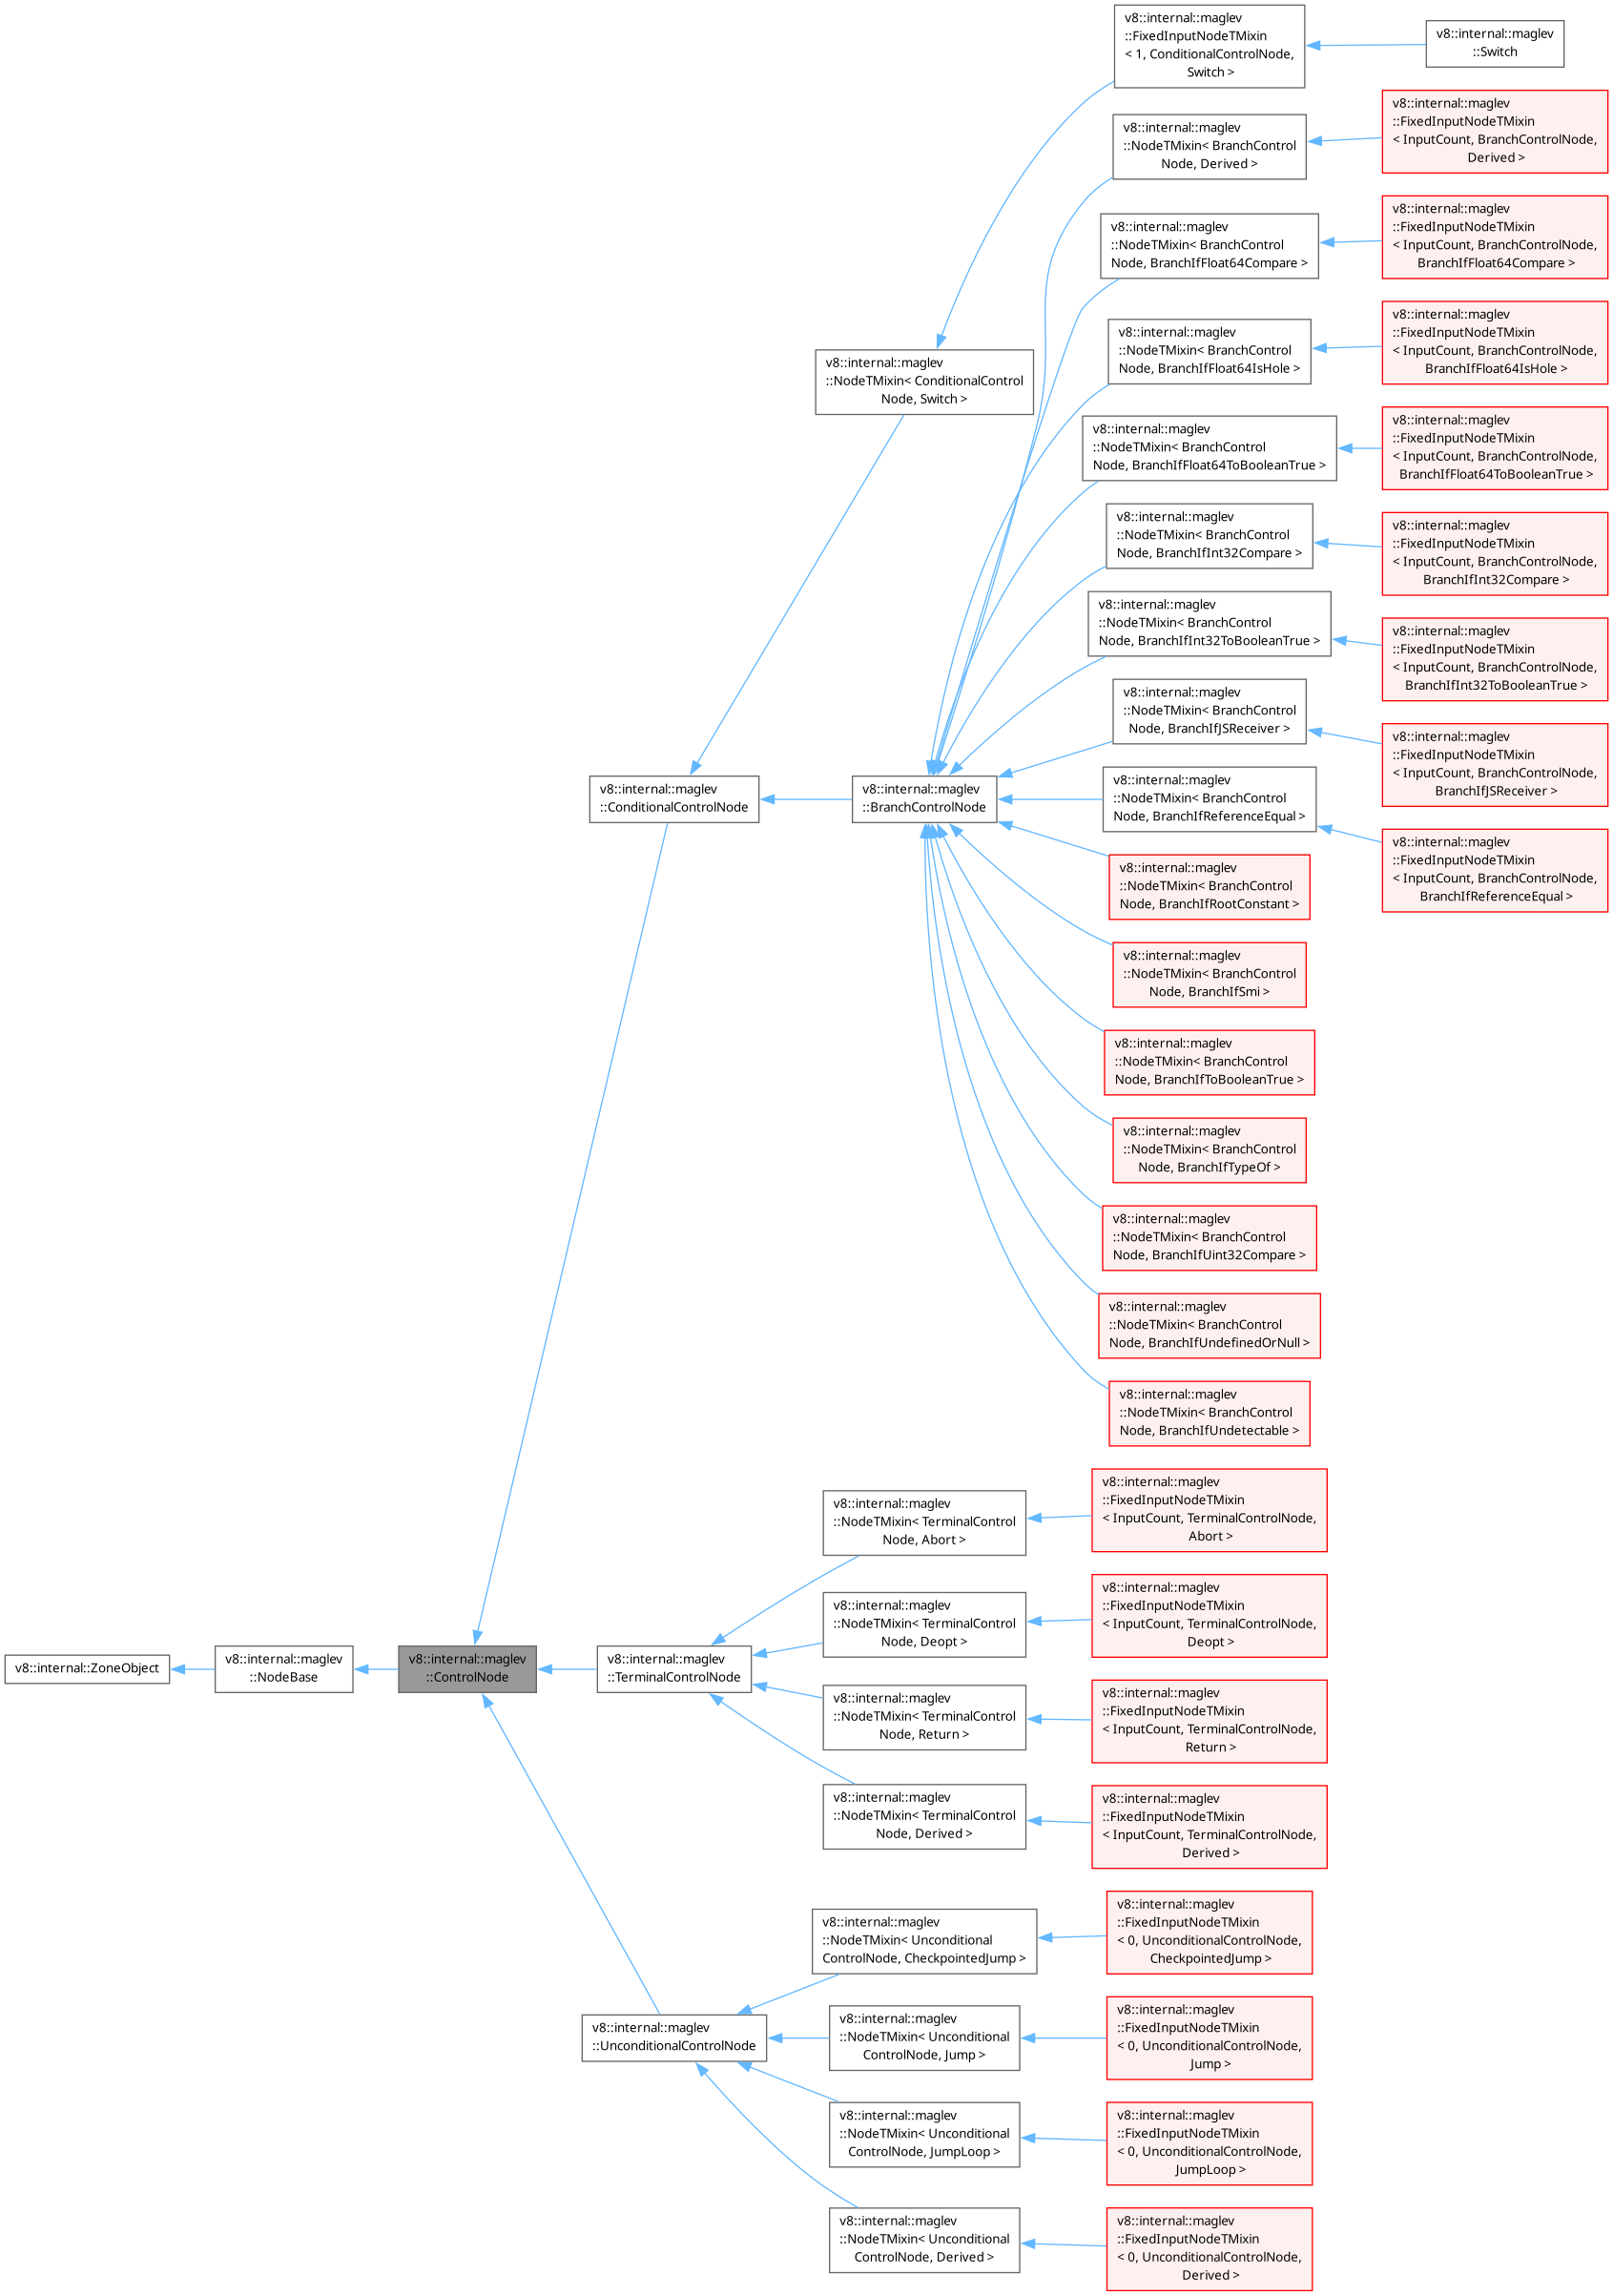 v8::internal::maglev
::FixedInputNodeTMixin
< 1, ConditionalControlNode,
Switch >
v8::internal::maglev
::Switch
v8::internal::maglev
::NodeTMixin< BranchControl
Node, Derived >
v8::internal::maglev
::FixedInputNodeTMixin
< InputCount, BranchControlNode,
Derived >
v8::internal::maglev
::NodeTMixin< BranchControl
Node, BranchIfFloat64Compare >
v8::internal::maglev
::FixedInputNodeTMixin
< InputCount, BranchControlNode,
BranchIfFloat64Compare >
v8::internal::maglev
::NodeTMixin< BranchControl
Node, BranchIfFloat64IsHole >
v8::internal::maglev
::FixedInputNodeTMixin
< InputCount, BranchControlNode,
BranchIfFloat64IsHole >
v8::internal::maglev
::NodeTMixin< ConditionalControl
Node, Switch >
v8::internal::maglev
::NodeTMixin< BranchControl
Node, BranchIfFloat64ToBooleanTrue >
v8::internal::maglev
::FixedInputNodeTMixin
< InputCount, BranchControlNode,
BranchIfFloat64ToBooleanTrue >
v8::internal::maglev
::NodeTMixin< BranchControl
Node, BranchIfInt32Compare >
v8::internal::maglev
::FixedInputNodeTMixin
< InputCount, BranchControlNode,
BranchIfInt32Compare >
v8::internal::maglev
::NodeTMixin< BranchControl
Node, BranchIfInt32ToBooleanTrue >
v8::internal::maglev
::FixedInputNodeTMixin
< InputCount, BranchControlNode,
BranchIfInt32ToBooleanTrue >
v8::internal::maglev
::NodeTMixin< BranchControl
Node, BranchIfJSReceiver >
v8::internal::maglev
::FixedInputNodeTMixin
< InputCount, BranchControlNode,
BranchIfJSReceiver >
v8::internal::maglev
::ConditionalControlNode
v8::internal::maglev
::BranchControlNode
v8::internal::maglev
::NodeTMixin< BranchControl
Node, BranchIfReferenceEqual >
v8::internal::maglev
::FixedInputNodeTMixin
< InputCount, BranchControlNode,
BranchIfReferenceEqual >
v8::internal::maglev
::NodeTMixin< BranchControl
Node, BranchIfRootConstant >
v8::internal::maglev
::NodeTMixin< BranchControl
Node, BranchIfSmi >
v8::internal::maglev
::NodeTMixin< BranchControl
Node, BranchIfToBooleanTrue >
v8::internal::maglev
::NodeTMixin< BranchControl
Node, BranchIfTypeOf >
v8::internal::maglev
::NodeTMixin< BranchControl
Node, BranchIfUint32Compare >
v8::internal::maglev
::NodeTMixin< BranchControl
Node, BranchIfUndefinedOrNull >
v8::internal::maglev
::NodeTMixin< BranchControl
Node, BranchIfUndetectable >
v8::internal::maglev
::NodeTMixin< TerminalControl
Node, Abort >
v8::internal::maglev
::FixedInputNodeTMixin
< InputCount, TerminalControlNode,
Abort >
v8::internal::maglev
::NodeTMixin< TerminalControl
Node, Deopt >
v8::internal::maglev
::FixedInputNodeTMixin
< InputCount, TerminalControlNode,
Deopt >
v8::internal::ZoneObject
v8::internal::maglev
::NodeBase
v8::internal::maglev
::ControlNode
v8::internal::maglev
::TerminalControlNode
v8::internal::maglev
::NodeTMixin< TerminalControl
Node, Return >
v8::internal::maglev
::FixedInputNodeTMixin
< InputCount, TerminalControlNode,
Return >
v8::internal::maglev
::NodeTMixin< TerminalControl
Node, Derived >
v8::internal::maglev
::FixedInputNodeTMixin
< InputCount, TerminalControlNode,
Derived >
v8::internal::maglev
::NodeTMixin< Unconditional
ControlNode, CheckpointedJump >
v8::internal::maglev
::FixedInputNodeTMixin
< 0, UnconditionalControlNode,
CheckpointedJump >
v8::internal::maglev
::UnconditionalControlNode
v8::internal::maglev
::NodeTMixin< Unconditional
ControlNode, Jump >
v8::internal::maglev
::FixedInputNodeTMixin
< 0, UnconditionalControlNode,
Jump >
v8::internal::maglev
::NodeTMixin< Unconditional
ControlNode, JumpLoop >
v8::internal::maglev
::FixedInputNodeTMixin
< 0, UnconditionalControlNode,
JumpLoop >
v8::internal::maglev
::NodeTMixin< Unconditional
ControlNode, Derived >
v8::internal::maglev
::FixedInputNodeTMixin
< 0, UnconditionalControlNode,
Derived >